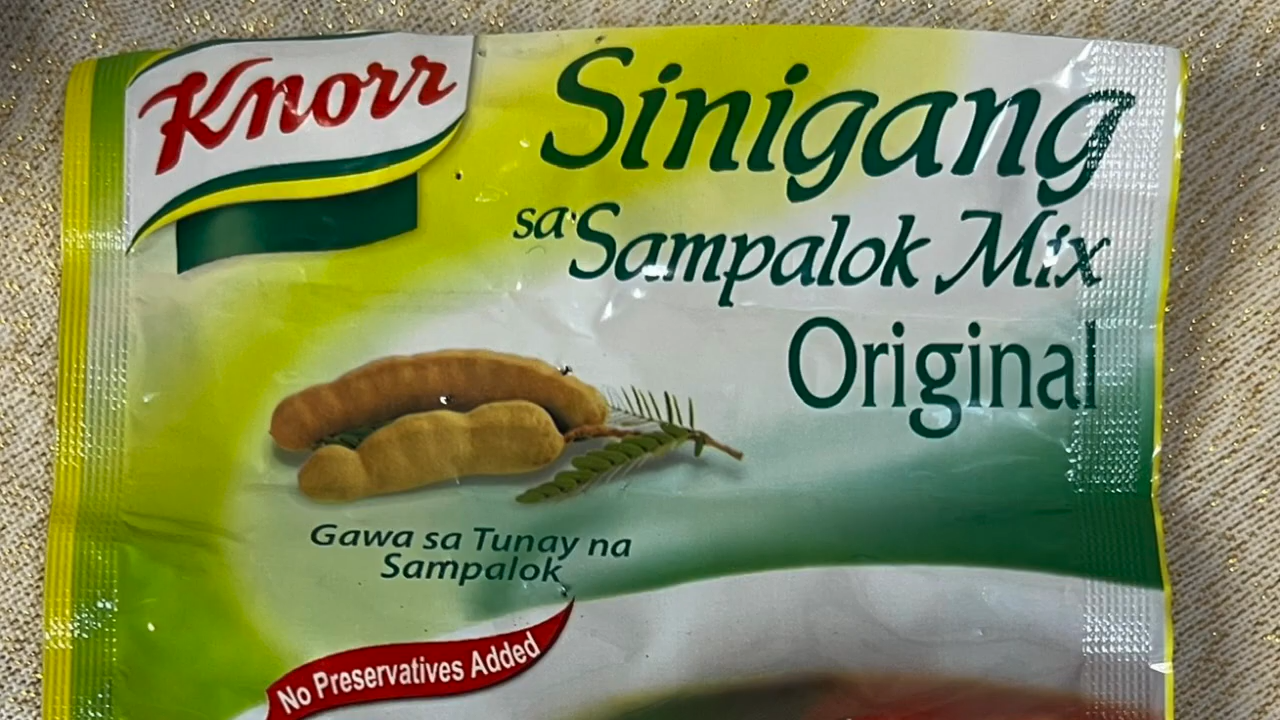 Knorr
Sinigang
sa Sampalok Mix
Original
Gawa sa Tunay na
Sampalok
No Preservatives Added